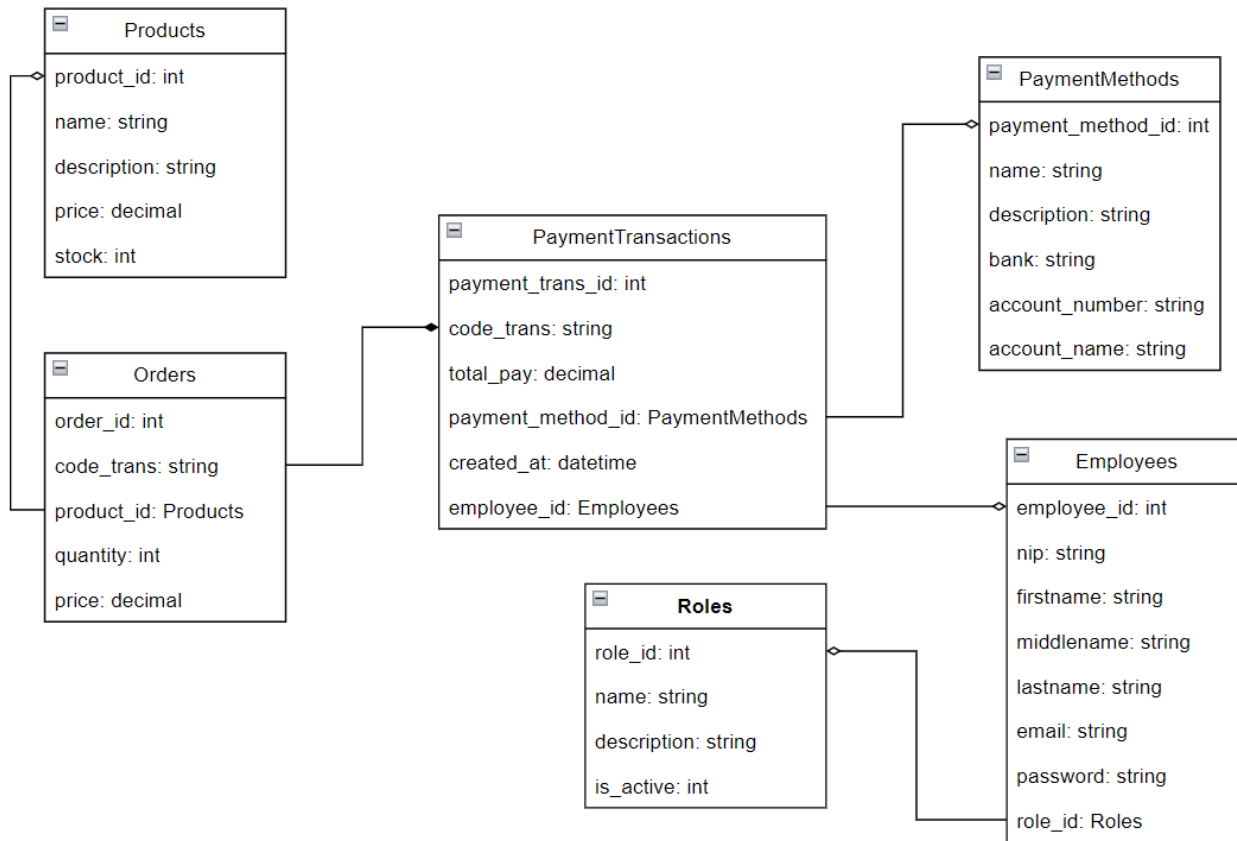 Products
product_id: int
name: string
description: string
price: decimal
stock: int
Orders
order_id: int
code_trans: string
product_id: Products
quantity: int
price: decimal
PaymentTransactions
payment_trans_id: int
code_trans: string
total_pay: decimal
payment_method_id: PaymentMethods
created_at: datetime
employee_id: Employees
PaymentMethods
payment_method_id: int
name: string
description: string
bank: string
account_number: string
account_name: string
Roles
role_id: int
name: string
description: string
is_active: int
Employees
employee_id: int
nip: string
firstname: string
middlename: string
lastname: string
email: string
password: string
role_id: Roles